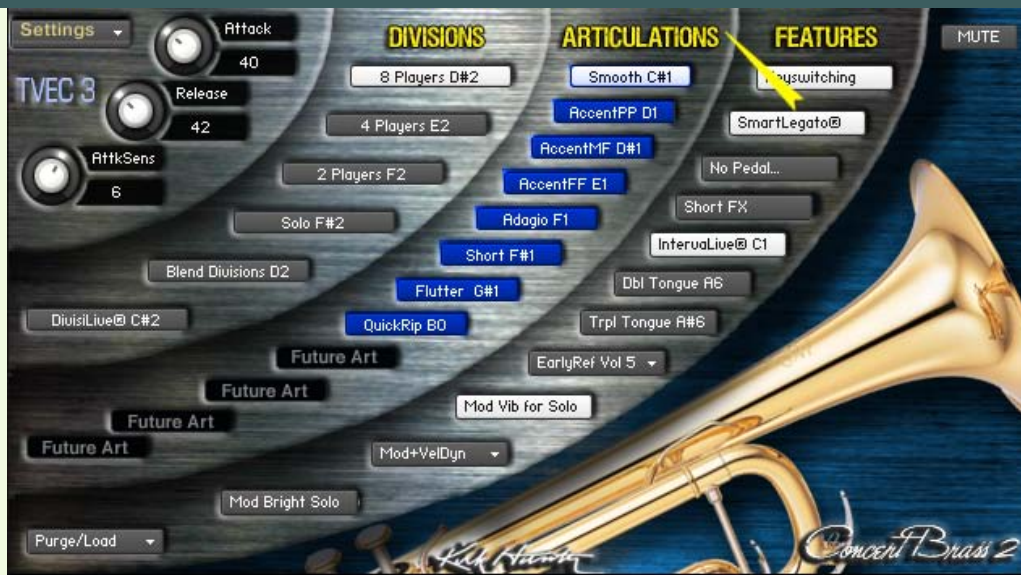 Settings
Attack
40
TVEC 3
Release
42
AttkSens
6
DIVISIONS
8 Players D#2
4 Players E2
2 Players F2
Solo F#2
Blend Divisions D2
DivisiLive® C#2
ARTICULATIONS
Smooth C#1
AccentPP D1
AccentMF D#1
AccentFF E1
Adagio F1
Short F#1
Flutter G#1
QuickRip B0
Future Art
Future Art
Future Art
Future Art
FEATURES
SmartLegato®
No Pedal...
Short FX
IntervaLive® C1
Dbl Tongue A6
Trpl Tongue A#6
EarlyRef Vol 5
Mod Vib for Solo
Mod+VelDyn
Mod Bright Solo
Purge/Load
MUTE
Kirk Hunter
Concert Brass 2